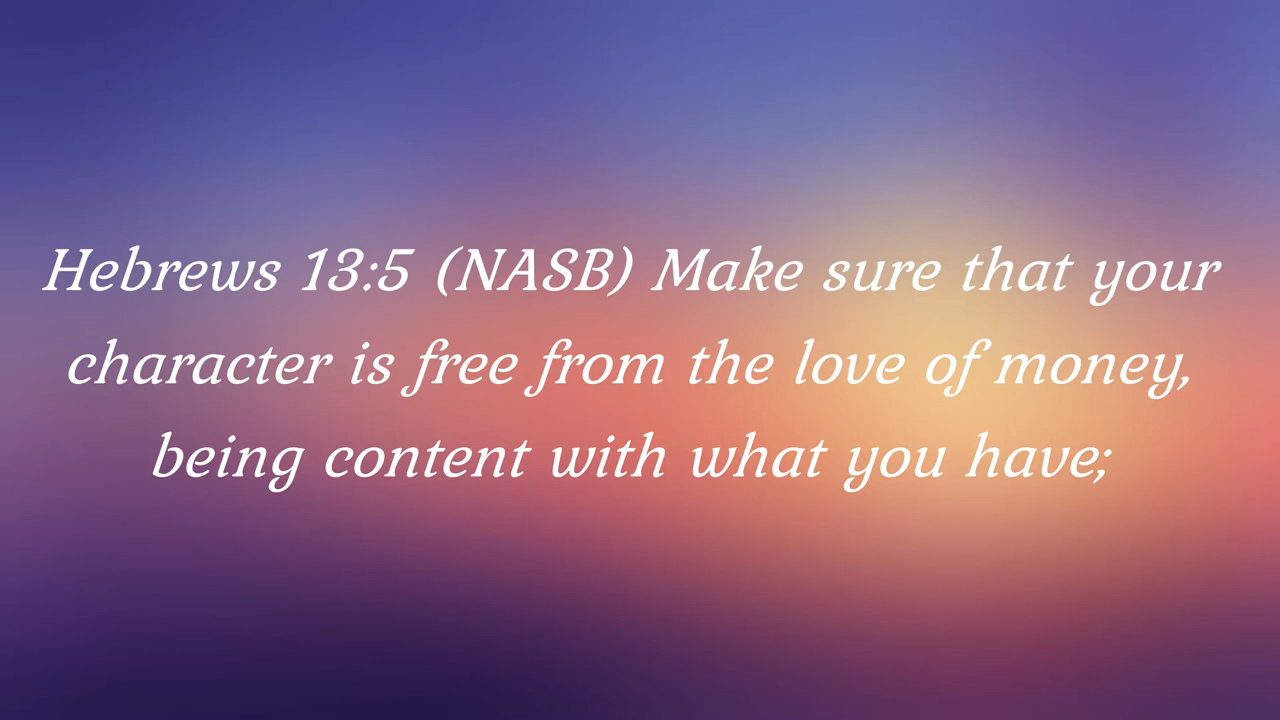 Hebrews 13:5 (NASB) Make sure that your
character is free from the love of money,
being content with what you have;